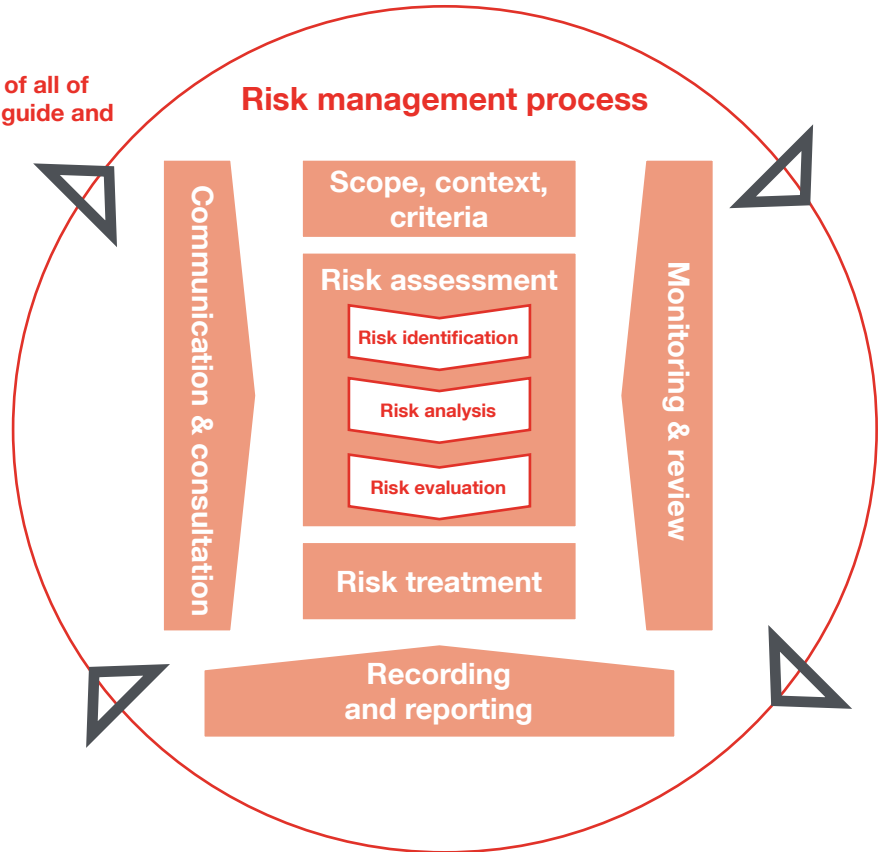 of all of
guide and
Risk management process
Communication & consultation
Scope, context,
criteria
Risk assessment
Risk identification
Risk analysis
Risk evaluation
Risk treatment
Monitoring & review
Recording
and reporting